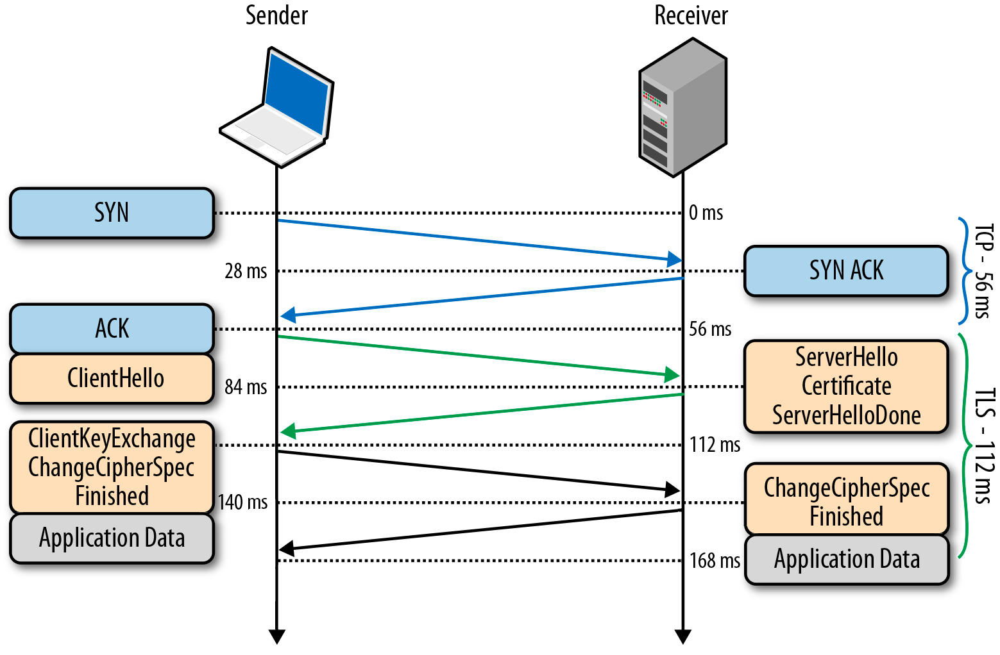 Sender
Receiver
SYN
0 ms
TCP - 56 ms
28 ms
SYN ACK
ACK
56 ms
ClientHello
ServerHello
Certificate
ServerHelloDone
84 ms
TLS - 112 ms
ClientKeyExchange
ChangeCipherSpec
Finished
112 ms
140 ms
ChangeCipherSpec
Finished
Application Data
168 ms
Application Data